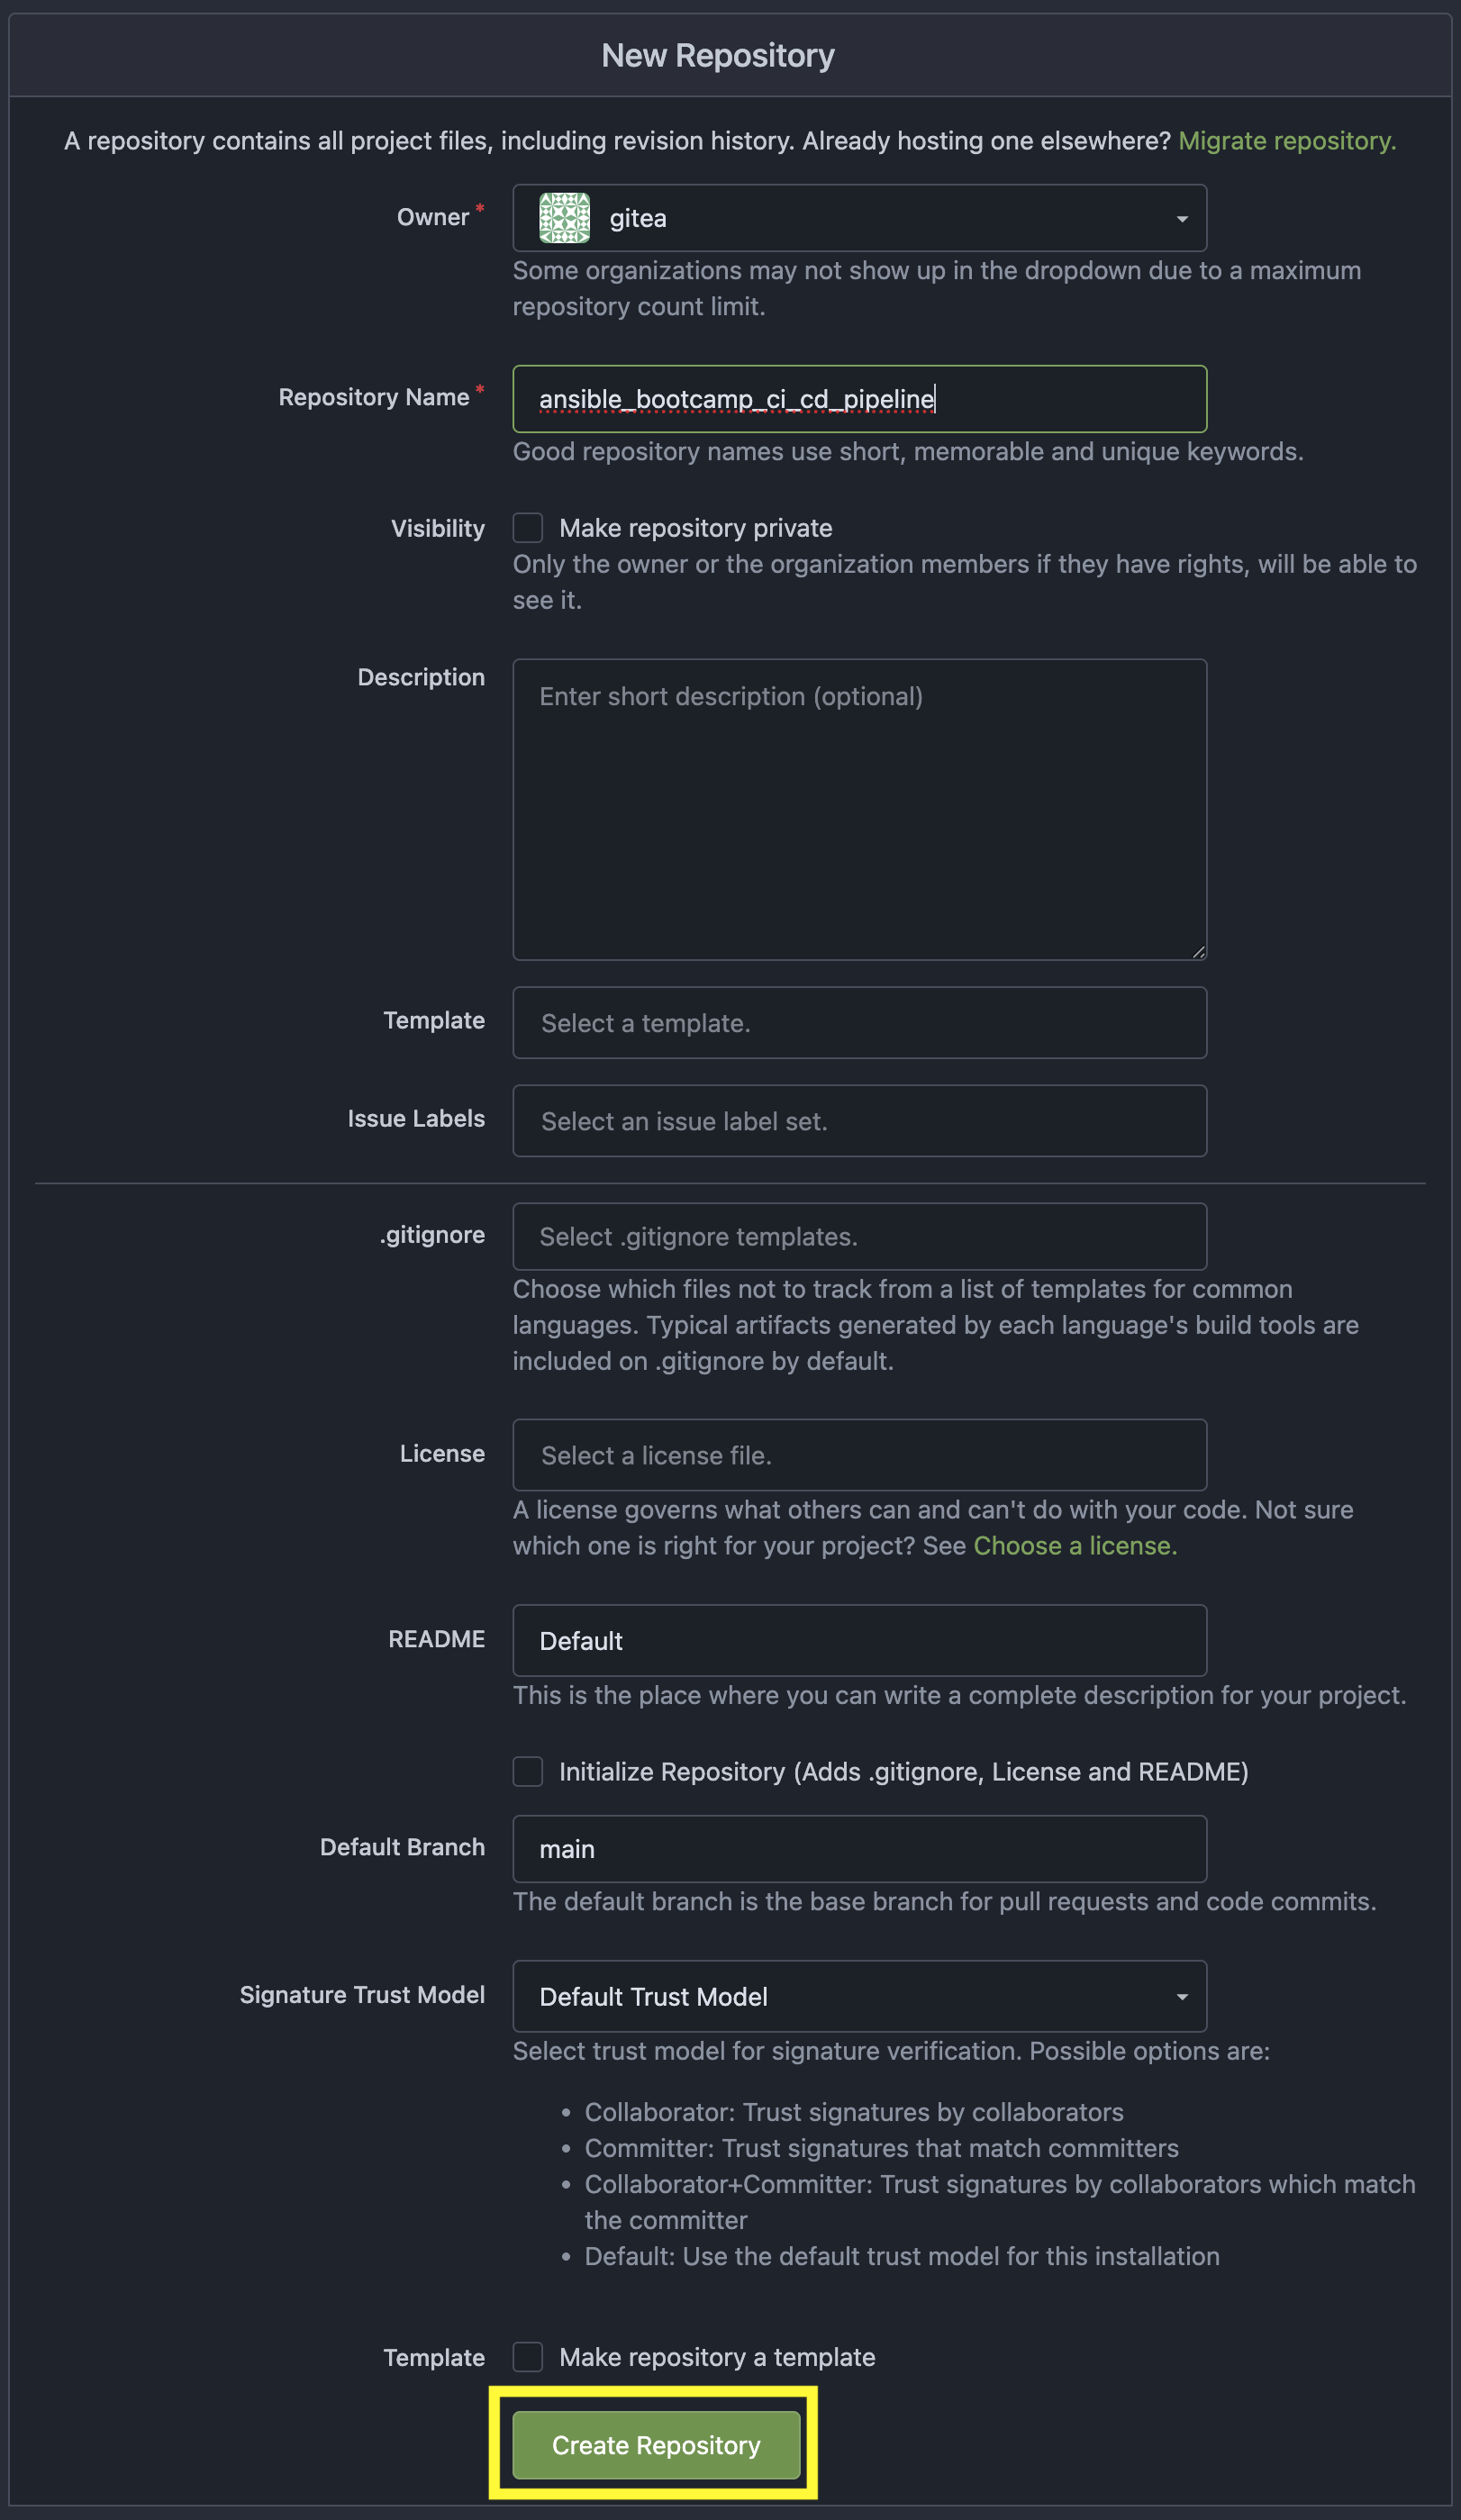 New Repository
A repository contains all project files, including revision history. Already hosting one elsewhere? Migrate repository.
Owner *
gitea
Some organizations may not show up in the dropdown due to a maximum
repository count limit.
Repository Name *
ansible_bootcamp_ci_cd_pipeline
Good repository names use short, memorable and unique keywords.
Visibility
Make repository private
Only the owner or the organization members if they have rights, will be able to
see it.
Description
Enter short description (optional)
Template
Select a template.
Issue Labels
Select an issue label set.
.gitignore
Select .gitignore templates.
Choose which files not to track from a list of templates for common
languages. Typical artifacts generated by each language's build tools are
included on .gitignore by default.
License
Select a license file.
A license governs what others can and can't do with your code. Not sure
which one is right for your project? See Choose a license.
README
Default
This is the place where you can write a complete description for your project.
Initialize Repository (Adds .gitignore, License and README)
Default Branch
main
The default branch is the base branch for pull requests and code commits.
Signature Trust Model
Default Trust Model
Select trust model for signature verification. Possible options are:
• Collaborator: Trust signatures by collaborators
• Committer: Trust signatures that match committers
• Collaborator+Committer: Trust signatures by collaborators which match
the committer
• Default: Use the default trust model for this installation
Template
Make repository a template
Create Repository